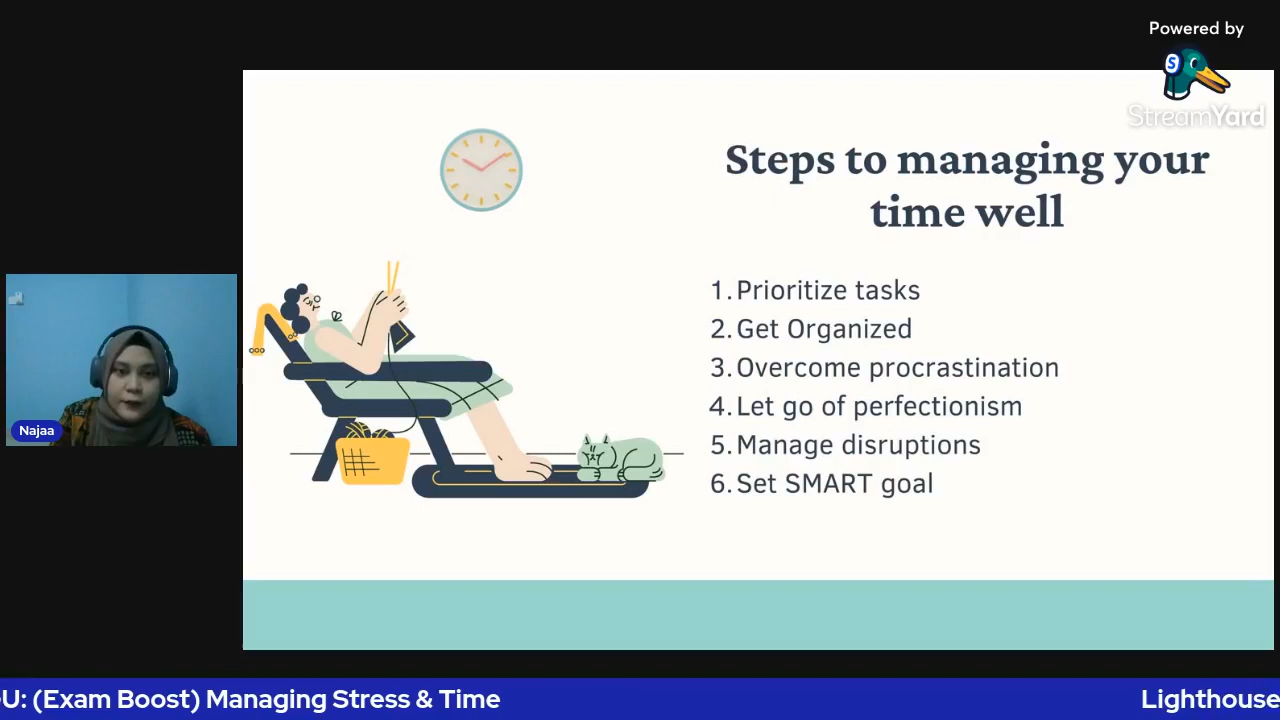 Powered by
S
StreamYard
Steps to managing your
time well
1. Prioritize tasks
2. Get Organized
3. Overcome procrastination
4. Let go of perfectionism
5. Manage disruptions
6. Set SMART goal
Najaa
U: (Exam Boost) Managing Stress & Time
Lighthouse